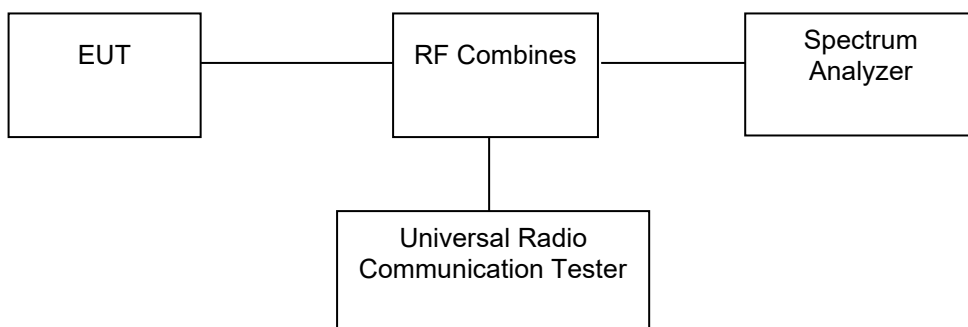 EUT
RF Combines
Spectrum
Analyzer
Universal Radio
Communication Tester